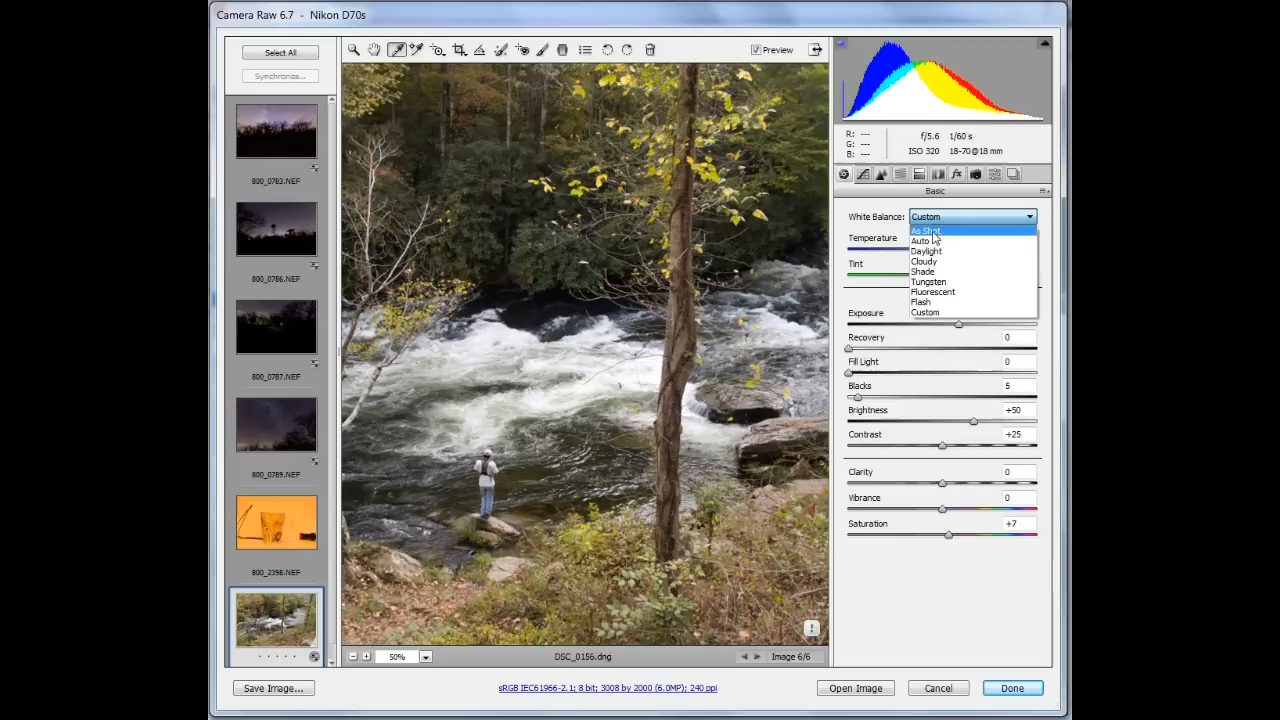 Camera Raw 6.7 - Nikon D70s
Select All
Synchronize...
Preview
R: ---
G: ---
B: ---
f/5.6 1/60 s
ISO 320 18-70@18 mm
fx
Basic
800_0783.NEF
800_0786.NEF
800_0787.NEF
800_0789.NEF
800_2398.NEF
White Balance: Custom
As Shot
Auto
Daylight
Cloudy
Shade
Tungsten
Fluorescent
Flash
Custom
Temperature
Tint
Exposure
Recovery 0
Fill Light 0
Blacks 5
Brightness +50
Contrast +25
Clarity 0
Vibrance 0
Saturation +7
50%
DSC_0156.dng
Image 6/6
Save Image...
sRGB IEC61966-2.1; 8 bit; 3008 by 2000 (6.0MP); 240 ppi
Open Image
Cancel
Done